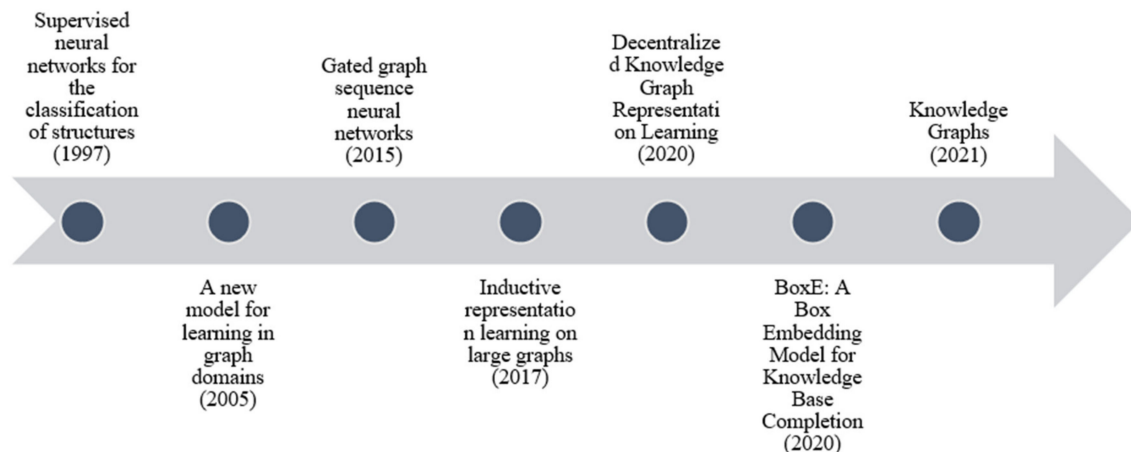 Supervised
neural
networks for
the
classification
of structures
(1997)
A new
model for
learning in
graph
domains
(2005)
Gated graph
sequence
neural
networks
(2015)
Inductive
representatio
n learning on
large graphs
(2017)
Decentralize
d Knowledge
Graph
Representati
on Learning
(2020)
BoxE: A
Box
Embedding
Model for
Knowledge
Base
Completion
(2020)
Knowledge
Graphs
(2021)